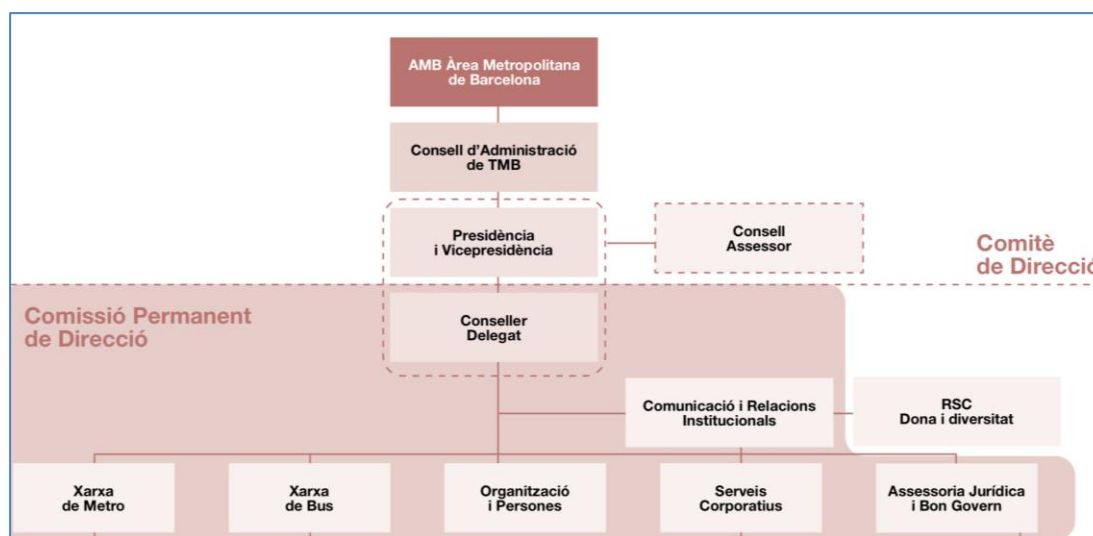 AMB Àrea Metropolitana
de Barcelona
Consell d'Administració
de TMB
Presidència
i Vicepresidència
Consell
Assessor
Comitè
de Direcció
Comissió Permanent
de Direcció
Conseller
Delegat
Comunicació i Relacions
Institucionals
RSC
Dona i diversitat
Xarxa
de Metro
Xarxa
de Bus
Organització
i Persones
Serveis
Corporatius
Assessoria Jurídica
i Bon Govern